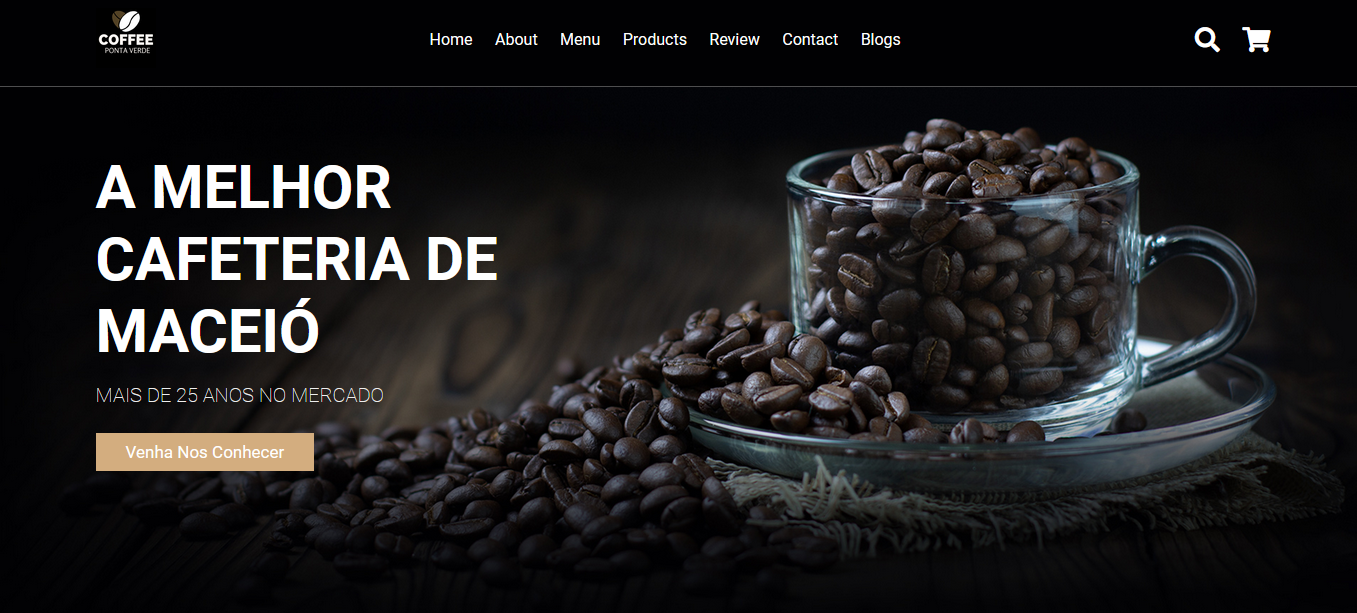 COFFEE
PONTA VERDE
Home About Menu Products Review Contact Blogs
A MELHOR
CAFETERIA DE
MACEIÓ
MAIS DE 25 ANOS NO MERCADO
Venha Nos Conhecer